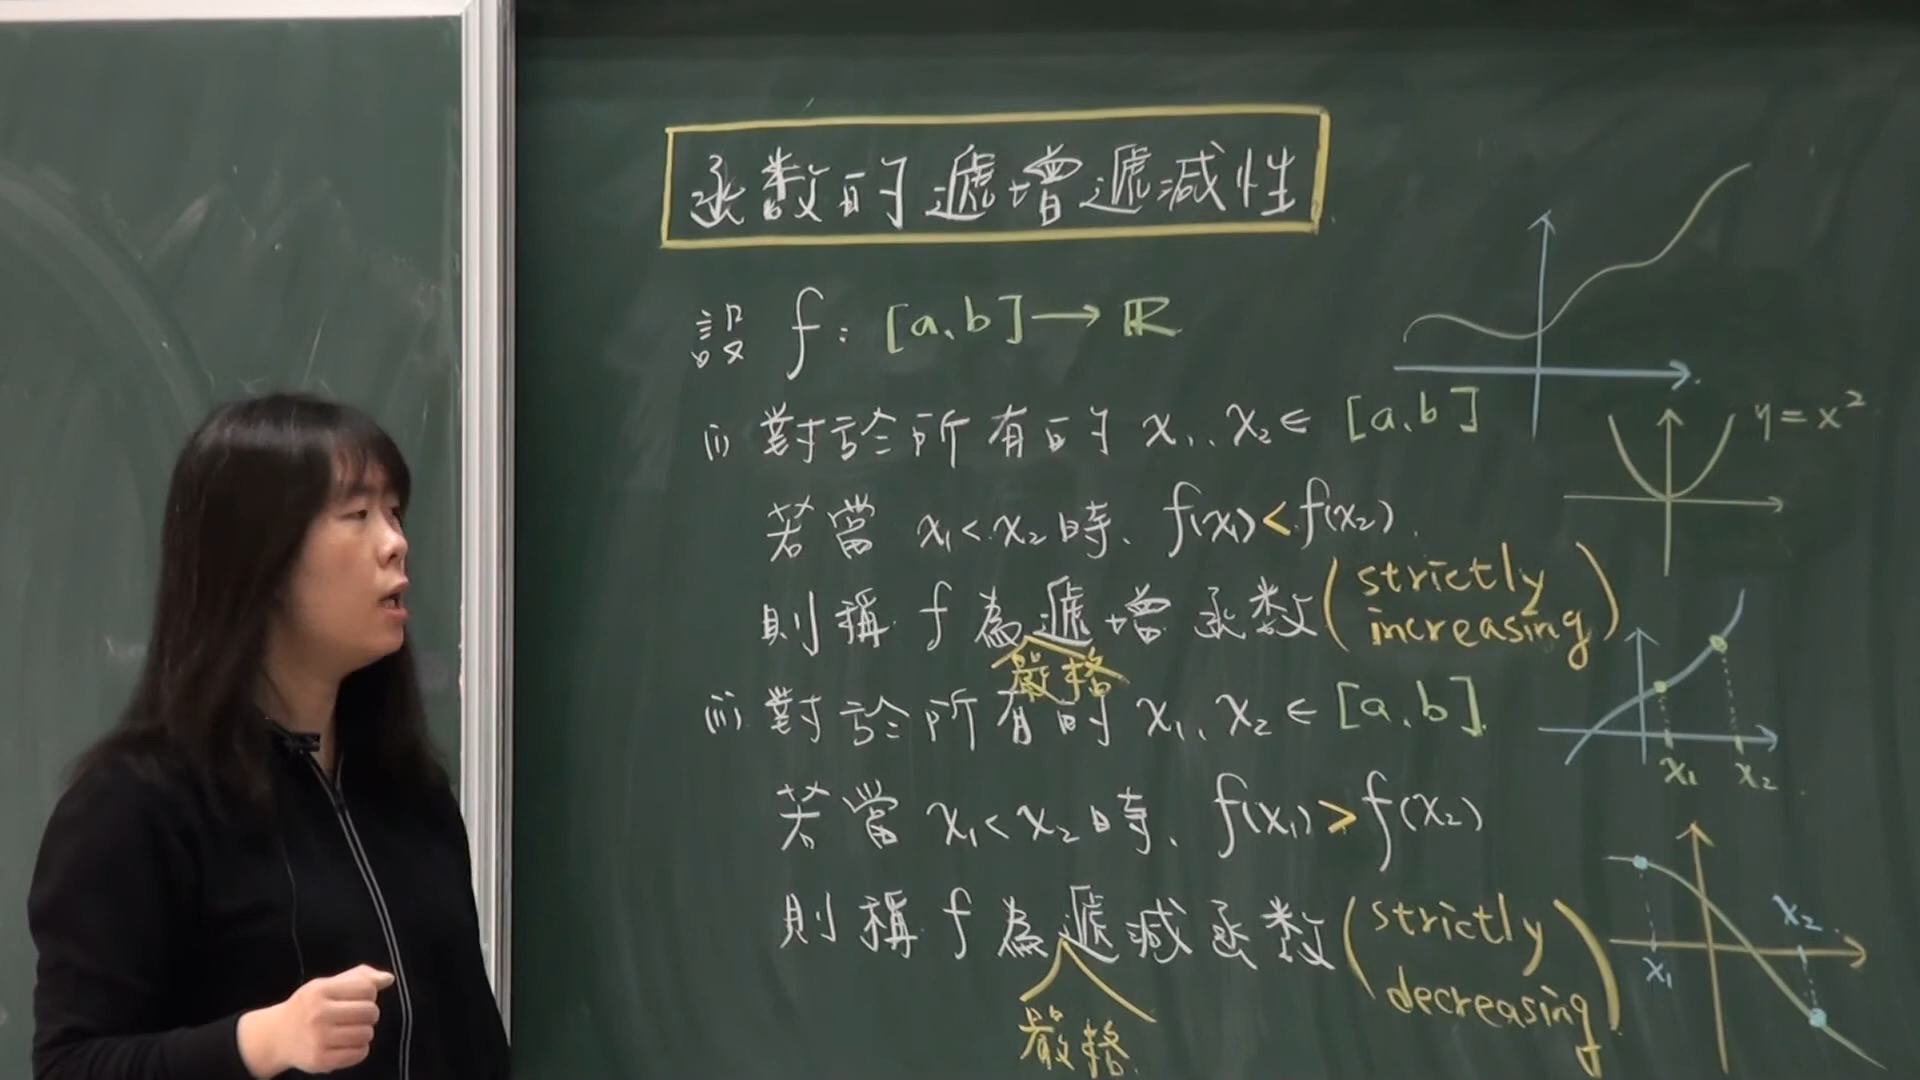 函數的遞增遞減性
設 f: [a,b] → ℝ
(i) 對於所有的 x₁, x₂ ∈ [a,b]
若當 x₁ < x₂ 時, f(x₁) < f(x₂)
則稱 f 為嚴格遞增函數 (strictly increasing)
(ii) 對於所有的 x₁, x₂ ∈ [a,b]
若當 x₁ < x₂ 時, f(x₁) > f(x₂)
則稱 f 為嚴格遞減函數 (strictly decreasing)
y = x²
x₁ x₂
x₁ x₂